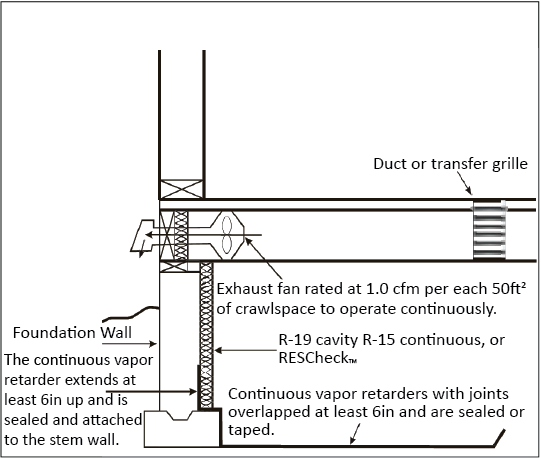 Duct or transfer grille
Exhaust fan rated at 1.0 cfm per each 50ft²
of crawlspace to operate continuously.
Foundation Wall
R-19 cavity R-15 continuous, or
RESCheck™
The continuous vapor
retarder extends at
least 6in up and is
sealed and attached
to the stem wall.
Continuous vapor retarders with joints
overlapped at least 6in and are sealed or
taped.